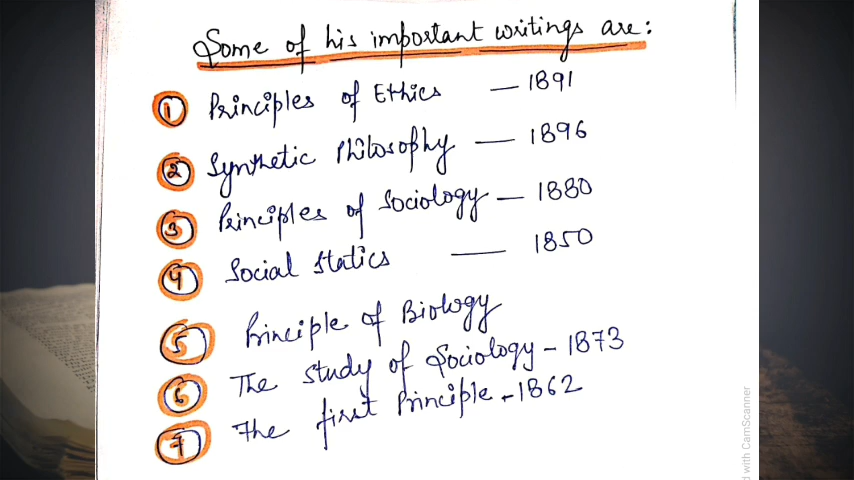 Some of his important writings are:
1 Principles of Ethics — 1891
2 Synthetic Philosophy — 1896
3 Principles of Sociology — 1880
4 Social Statics — 1850
5 Principle of Biology
6 The Study of Sociology - 1873
7 The first Principle - 1862
d with CamScanner